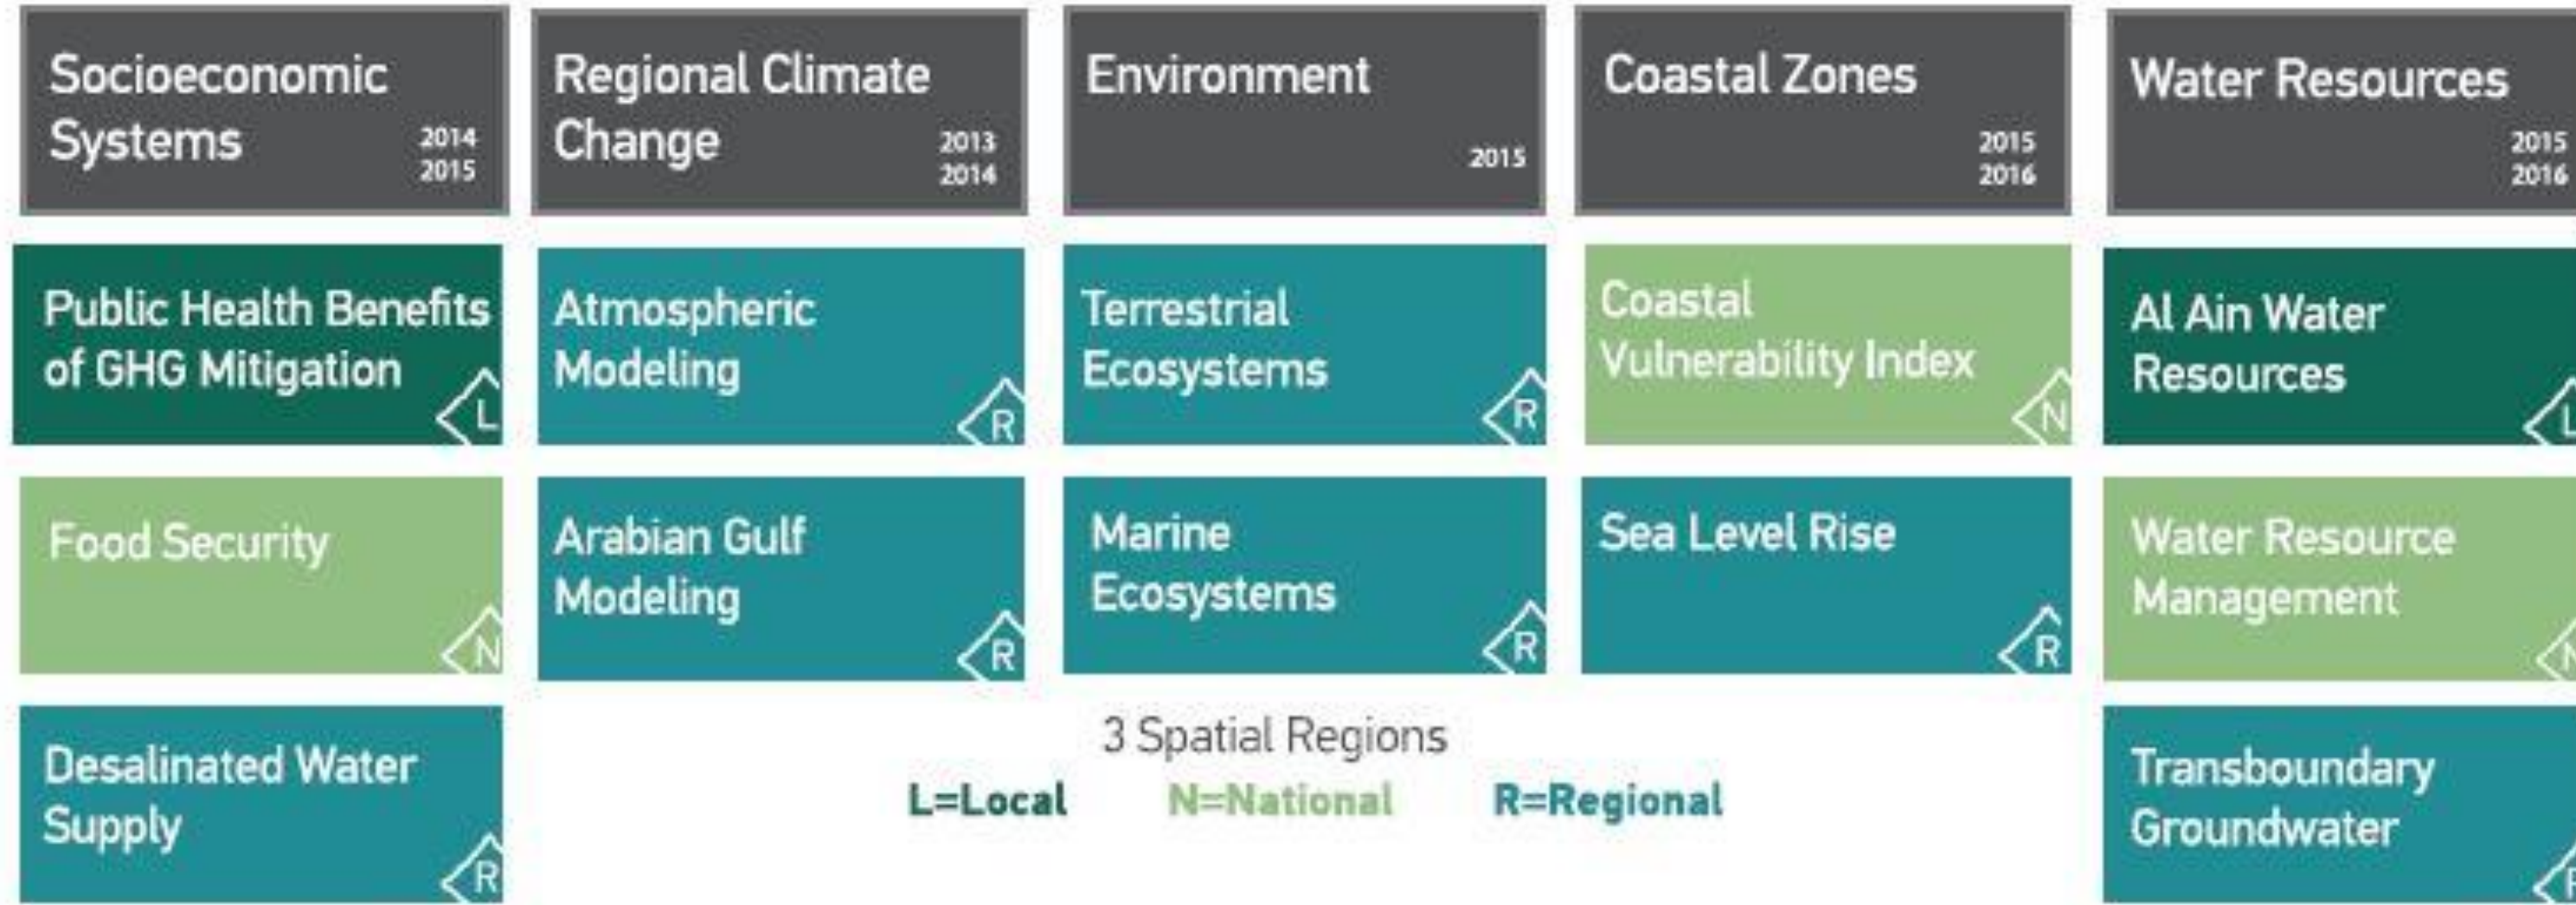 Socioeconomic
Systems
2014
2015
Regional Climate
Change
2013
2014
Environment
2015
Coastal Zones
2015
2016
Water Resources
2015
2016
Public Health Benefits
of GHG Mitigation
L
Atmospheric
Modeling
R
Terrestrial
Ecosystems
R
Coastal
Vulnerability Index
N
Al Ain Water
Resources
L
Food Security
N
Arabian Gulf
Modeling
R
Marine
Ecosystems
R
Sea Level Rise
R
Water Resource
Management
N
Desalinated Water
Supply
R
3 Spatial Regions
L=Local N=National R=Regional
Transboundary
Groundwater
R